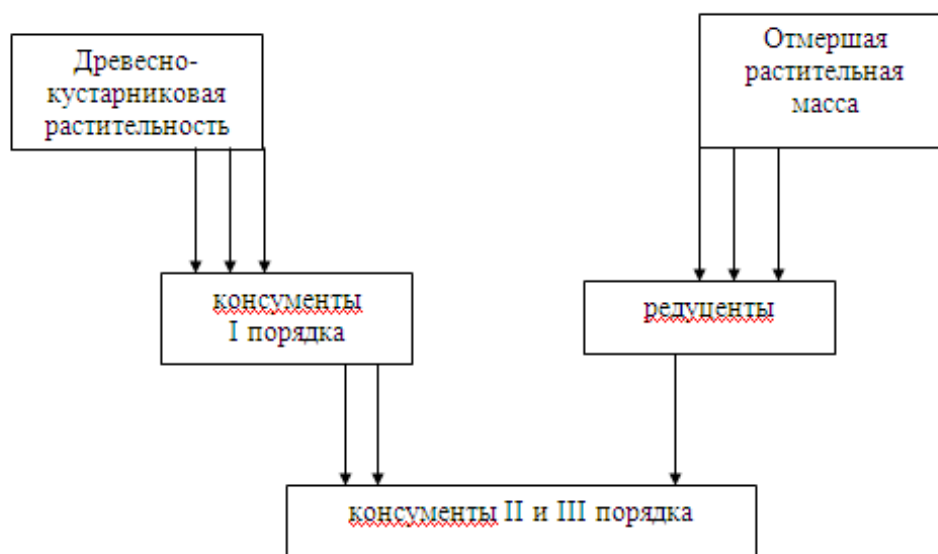 Древесно-
кустарниковая
растительность
Отмершая
растительная
масса
консументы
I порядка
редуценты
консументы II и III порядка